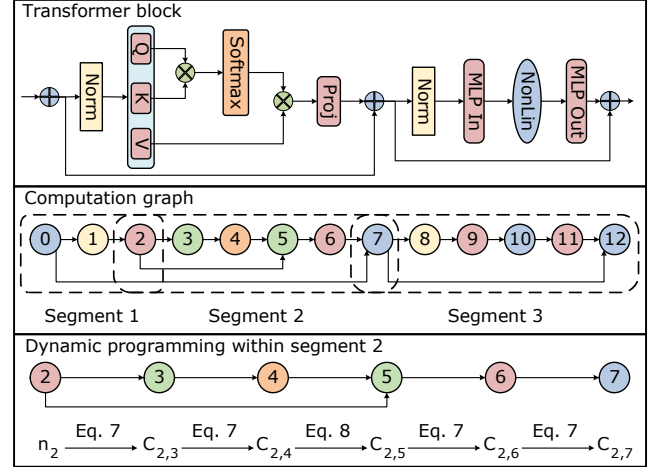 Transformer block
Norm
Q
K
V
Softmax
Proj
Norm
MLP In
NonLin
MLP Out
Computation graph
0 1 2 3 4 5 6 7 8 9 10 11 12
Segment 1 Segment 2 Segment 3
Dynamic programming within segment 2
2 3 4 5 6 7
Eq. 7 Eq. 7 Eq. 8 Eq. 7 Eq. 7
n2 C2,3 C2,4 C2,5 C2,6 C2,7